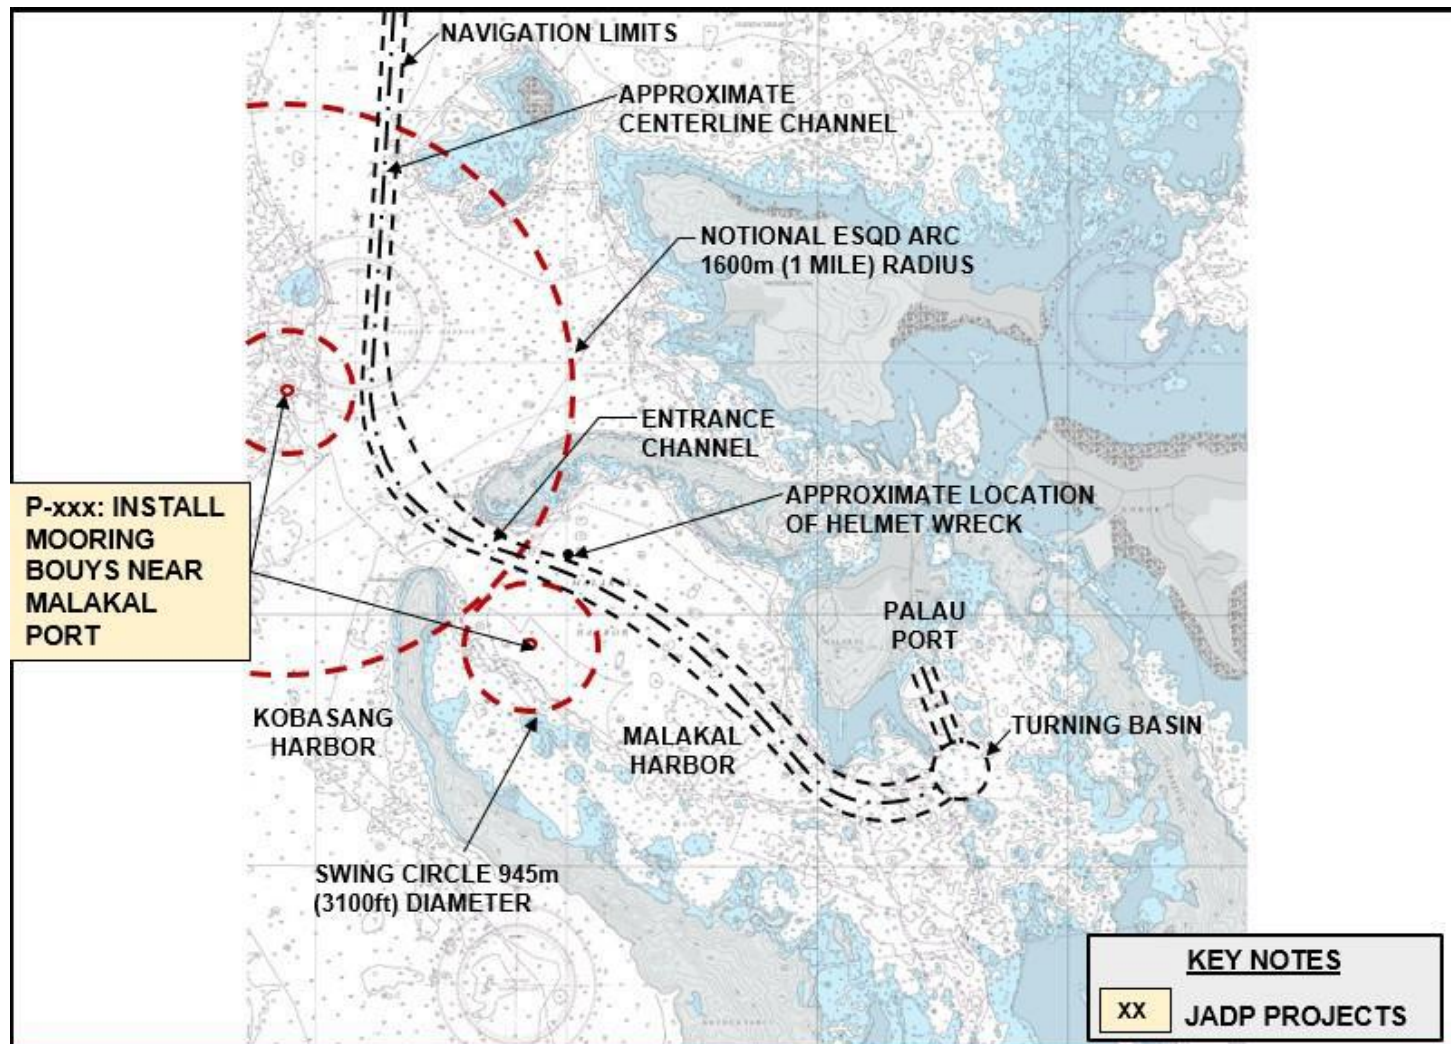 NAVIGATION LIMITS
APPROXIMATE
CENTERLINE CHANNEL
NOTIONAL ESQD ARC
1600m (1 MILE) RADIUS
ENTRANCE
CHANNEL
APPROXIMATE LOCATION
OF HELMET WRECK
P-xxx: INSTALL
MOORING
BOUYS NEAR
MALAKAL
PORT
PALAU
PORT
KOBASANG
HARBOR
MALAKAL
HARBOR
TURNING BASIN
SWING CIRCLE 945m
(3100ft) DIAMETER
KEY NOTES
XX JADP PROJECTS